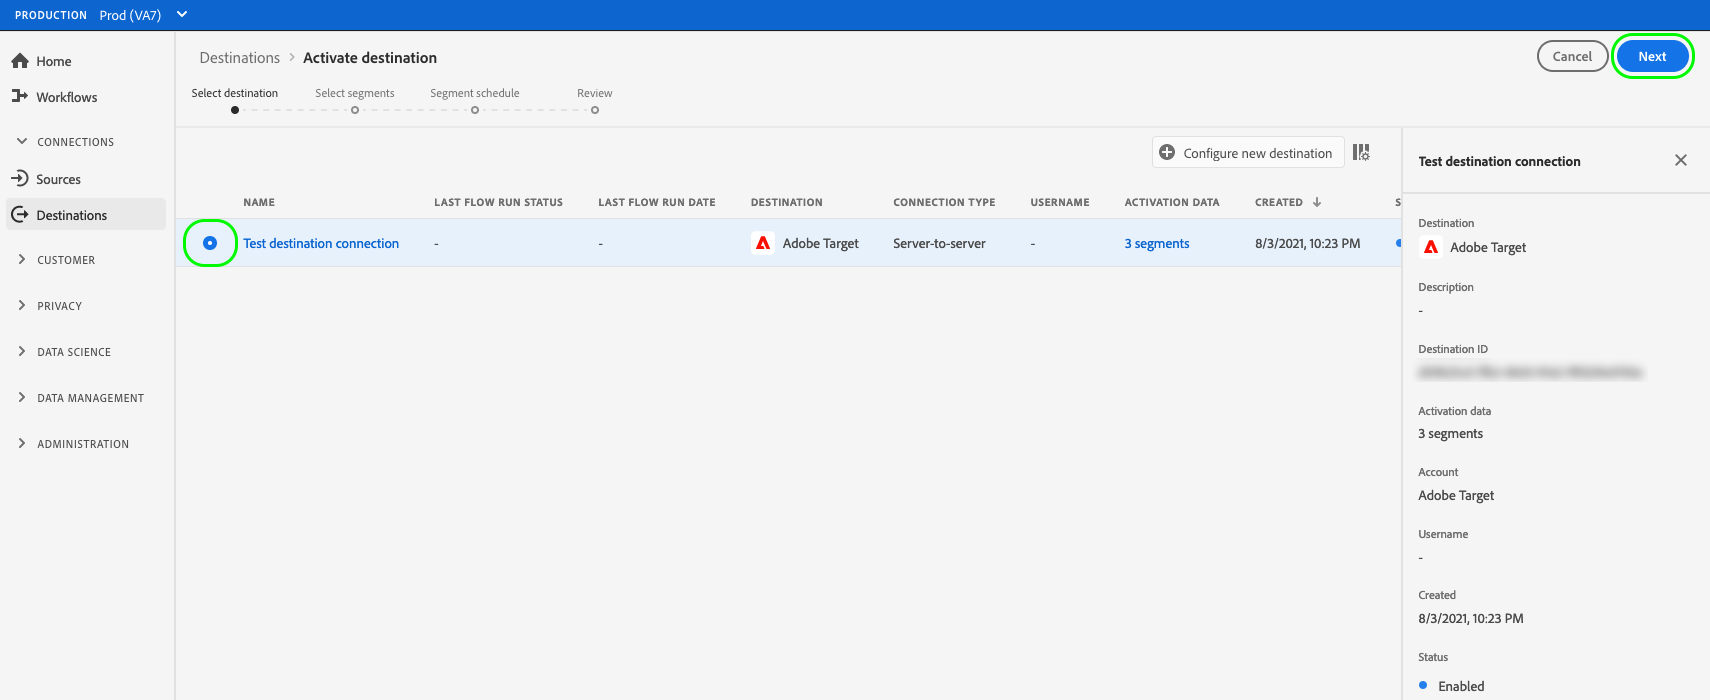 PRODUCTION Prod (VA7)
Home
Workflows
CONNECTIONS
Sources
Destinations
CUSTOMER
PRIVACY
DATA SCIENCE
DATA MANAGEMENT
ADMINISTRATION
Destinations > Activate destination
Cancel Next
Select destination Select segments Segment schedule Review
Configure new destination
NAME LAST FLOW RUN STATUS LAST FLOW RUN DATE DESTINATION CONNECTION TYPE USERNAME ACTIVATION DATA CREATED ↓ S
Test destination connection - - Adobe Target Server-to-server - 3 segments 8/3/2021, 10:23 PM
Test destination connection
Destination
Adobe Target
Description
-
Destination ID
Activation data
3 segments
Account
Adobe Target
Username
-
Created
8/3/2021, 10:23 PM
Status
Enabled